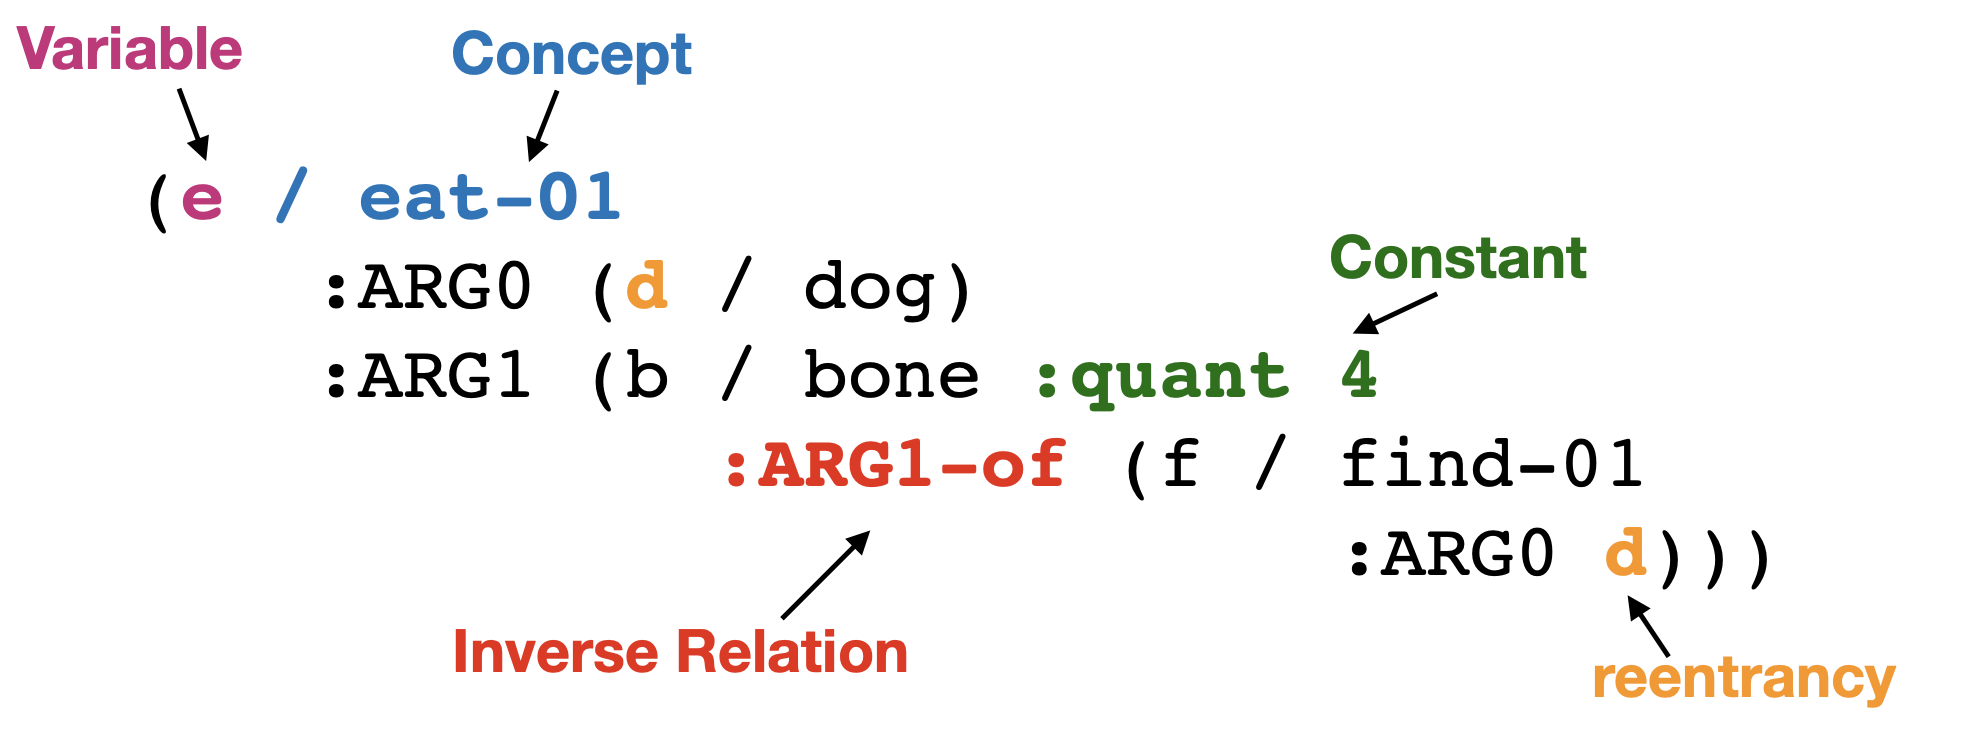 Variable Concept
(e / eat-01
:ARG0 (d / dog)
Constant
:ARG1 (b / bone :quant 4
:ARG1-of (f / find-01
:ARG0 d)))
Inverse Relation
reentrancy